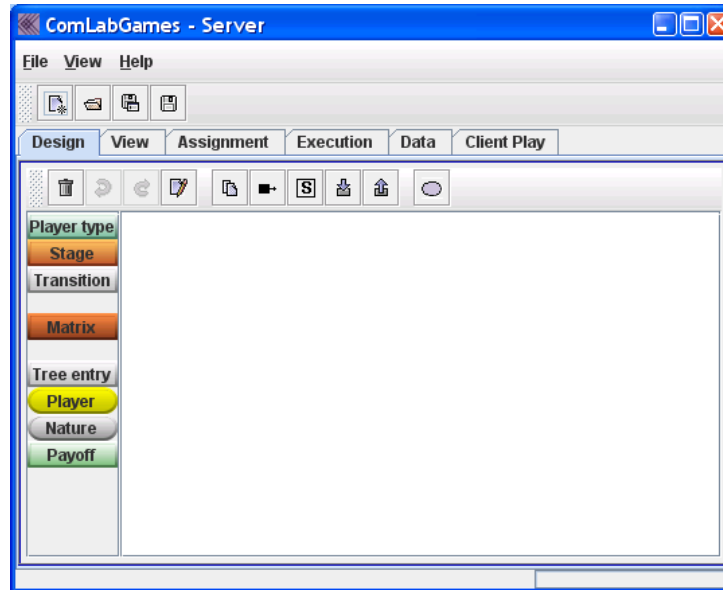 ComLabGames - Server
File View Help
Design View Assignment Execution Data Client Play
S
Player type
Stage
Transition
Matrix
Tree entry
Player
Nature
Payoff